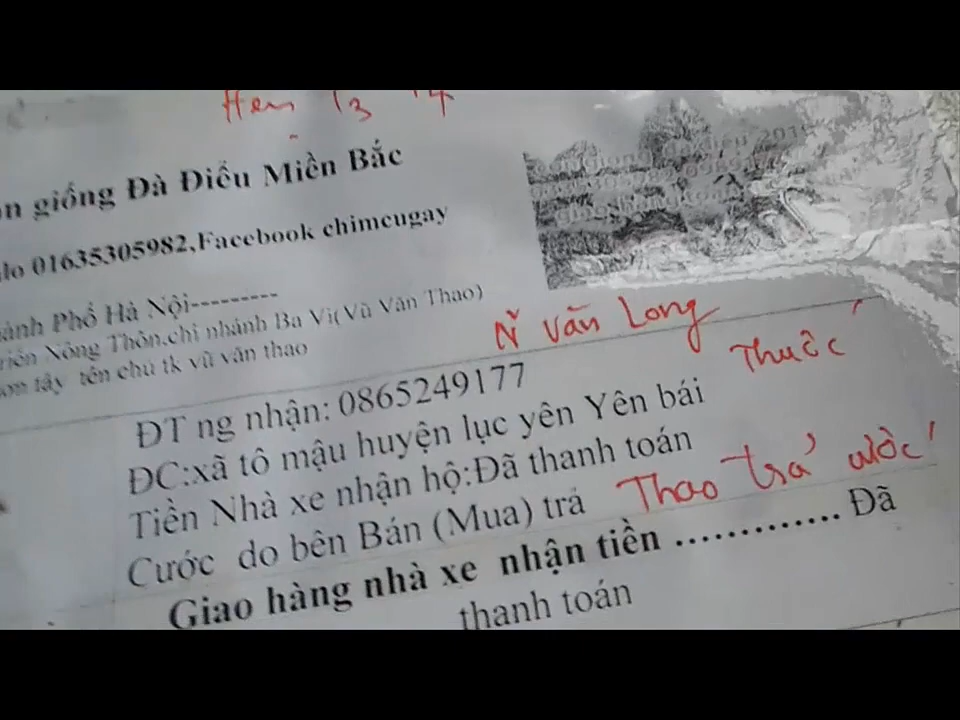 Hẹn 13 14
giống Đà Điểu Miền Bắc
01635305982,Facebook chimcugay
Phố Hà Nội---------
Nông Thôn.chi nhánh Ba Vì(Vũ Văn Thao)
tây tên chủ tk vũ văn thao
N Văn Long
Thuốc
ĐT ng nhận: 0865249177
ĐC:xã tô mậu huyện lục yên Yên bái
Tiền Nhà xe nhận hộ:Đã thanh toán
Cước do bên Bán (Mua) trả Thao trả cước
Giao hàng nhà xe nhận tiền ............. Đã
thanh toán